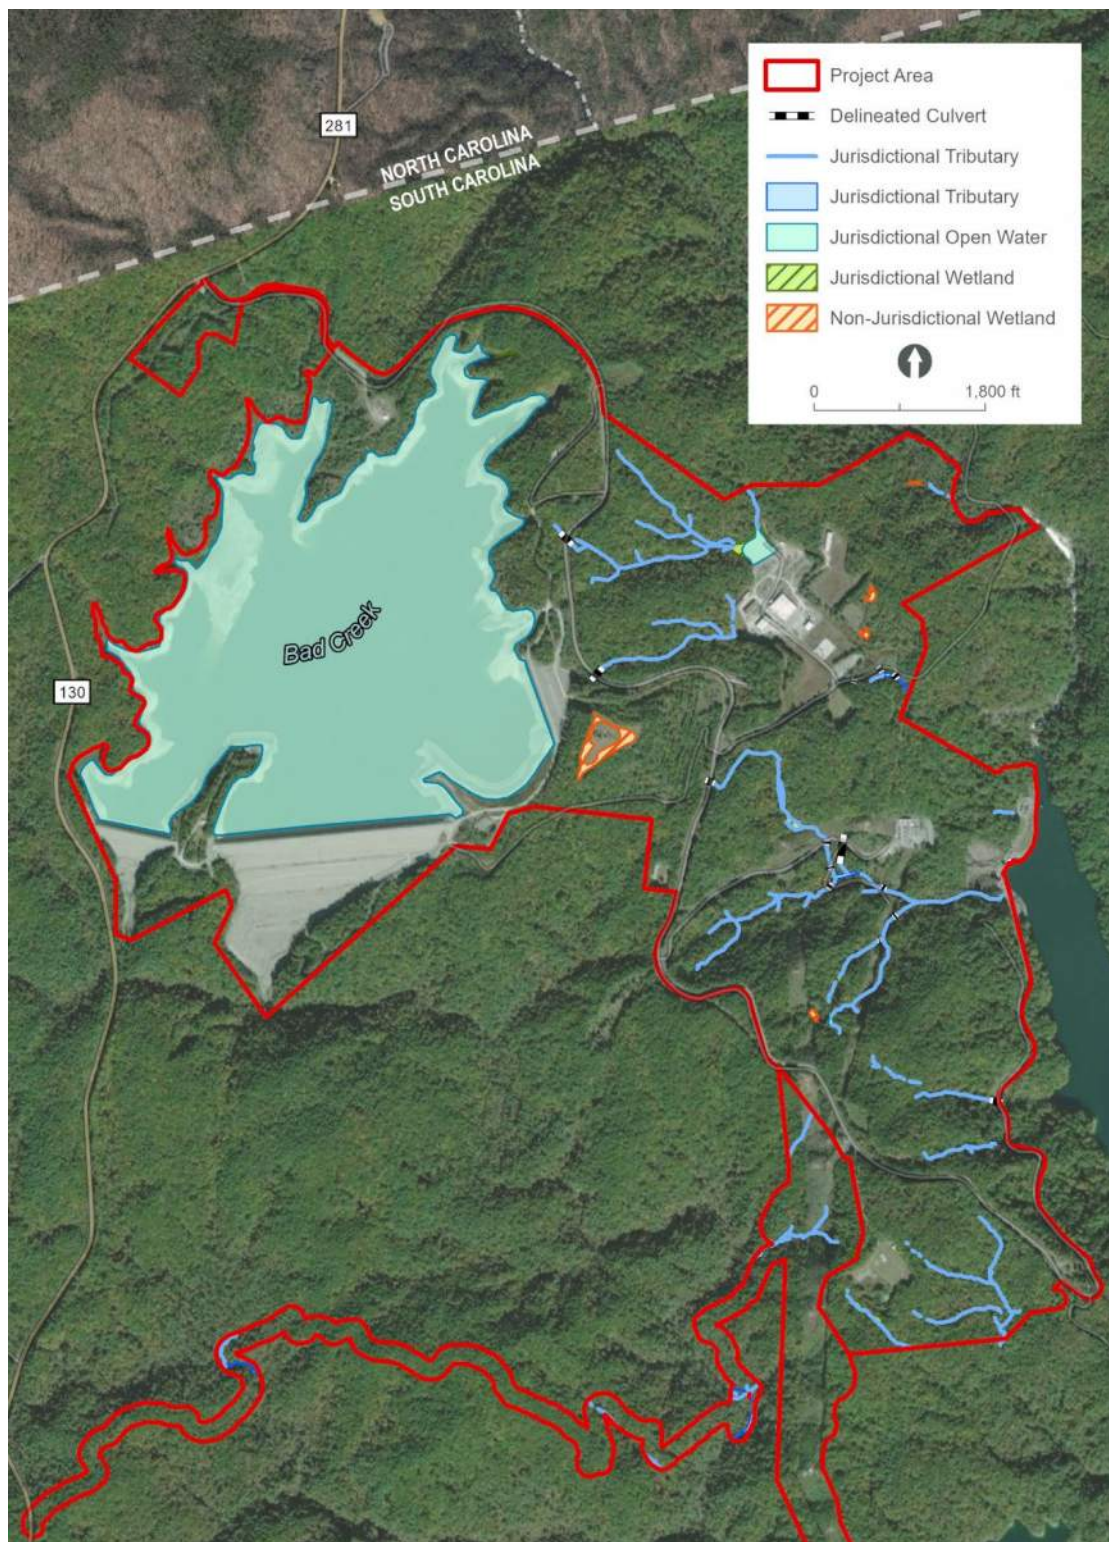 281
NORTH CAROLINA
SOUTH CAROLINA
Project Area
Delineated Culvert
Jurisdictional Tributary
Jurisdictional Tributary
Jurisdictional Open Water
Jurisdictional Wetland
Non-Jurisdictional Wetland
0 1,800 ft
Bad Creek
130